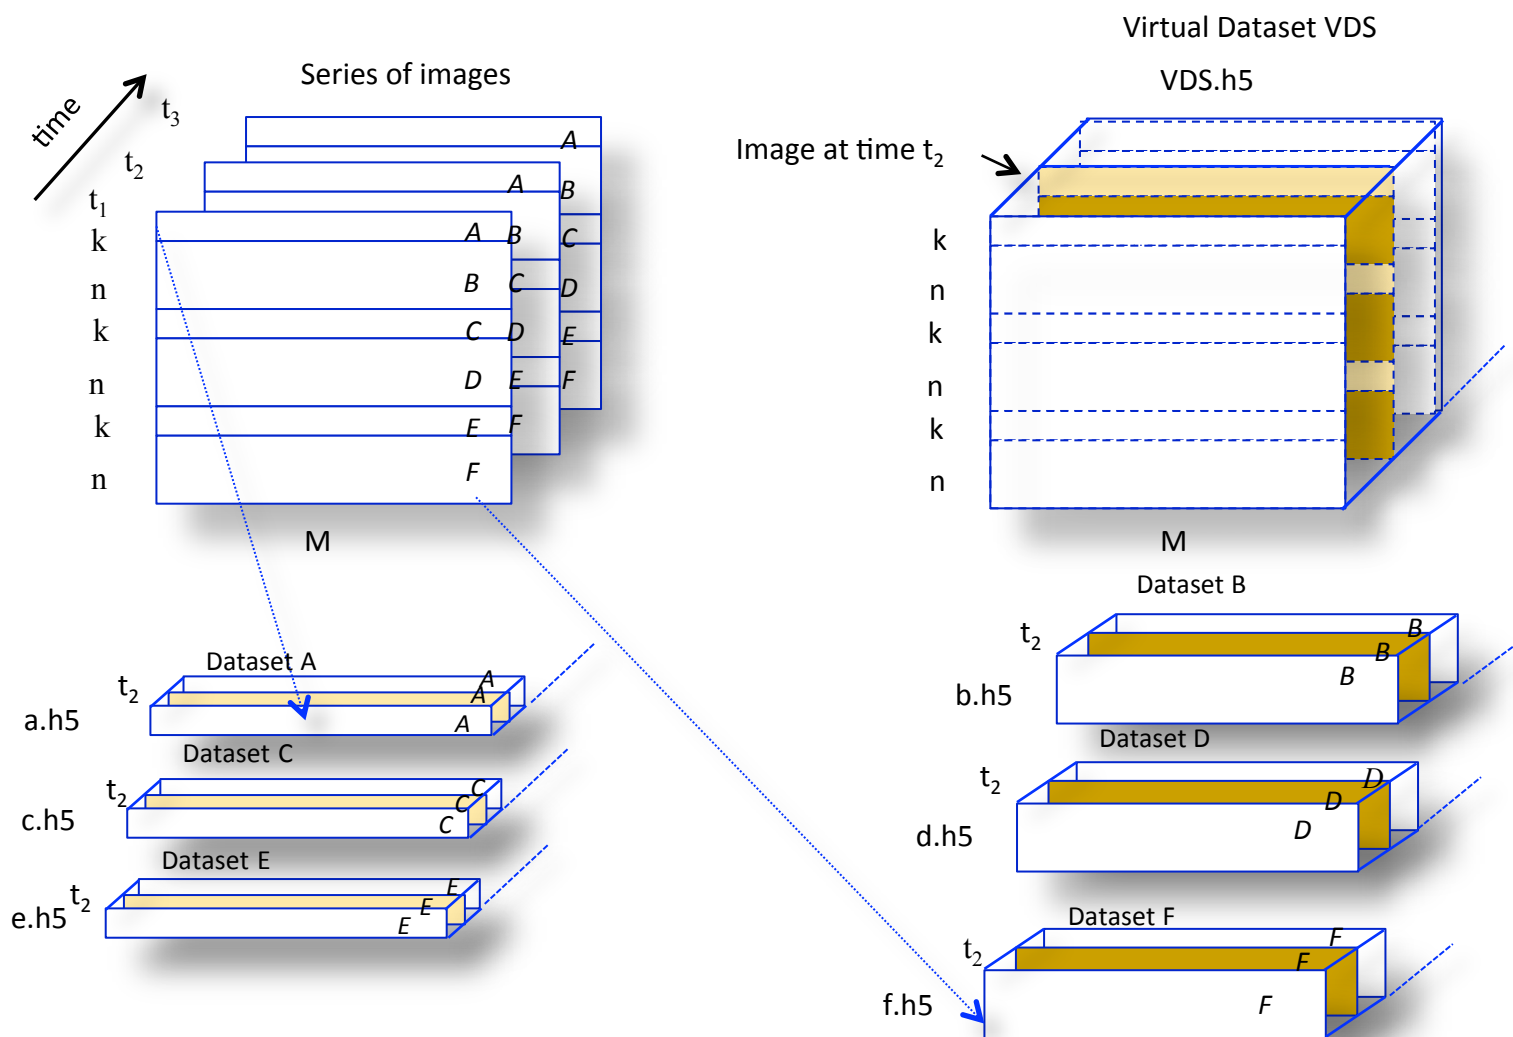 Virtual Dataset VDS
VDS.h5
Series of images
time
t3
t2
t1
A
A B
A B C
B C D
C D E
D E F
E F
F
k
n
k
n
k
n
M
Image at time t2
k
n
k
n
k
n
M
Dataset A
t2
a.h5
A
A
A
Dataset C
t2
c.h5
C
C
C
Dataset E
t2
e.h5
E
E
E
Dataset B
t2
b.h5
B
B
B
Dataset D
t2
d.h5
D
D
D
Dataset F
t2
f.h5
F
F
F